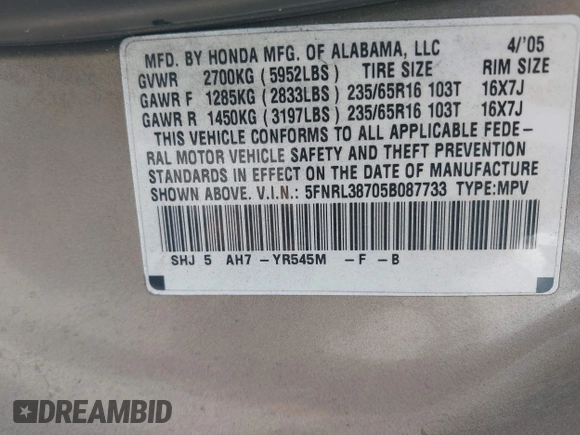 MFD. BY HONDA MFG. OF ALABAMA, LLC 4/'05
GVWR 2700KG (5952LBS) TIRE SIZE RIM SIZE
GAWR F 1285KG (2833LBS) 235/65R16 103T 16X7J
GAWR R 1450KG (3197LBS) 235/65R16 103T 16X7J
THIS VEHICLE CONFORMS TO ALL APPLICABLE FEDE-
RAL MOTOR VEHICLE SAFETY AND THEFT PREVENTION
STANDARDS IN EFFECT ON THE DATE OF MANUFACTURE
SHOWN ABOVE. V.I.N.: 5FNRL38705B087733 TYPE:MPV
SHJ 5 AH7 -YR545M -F -B
DREAMBID